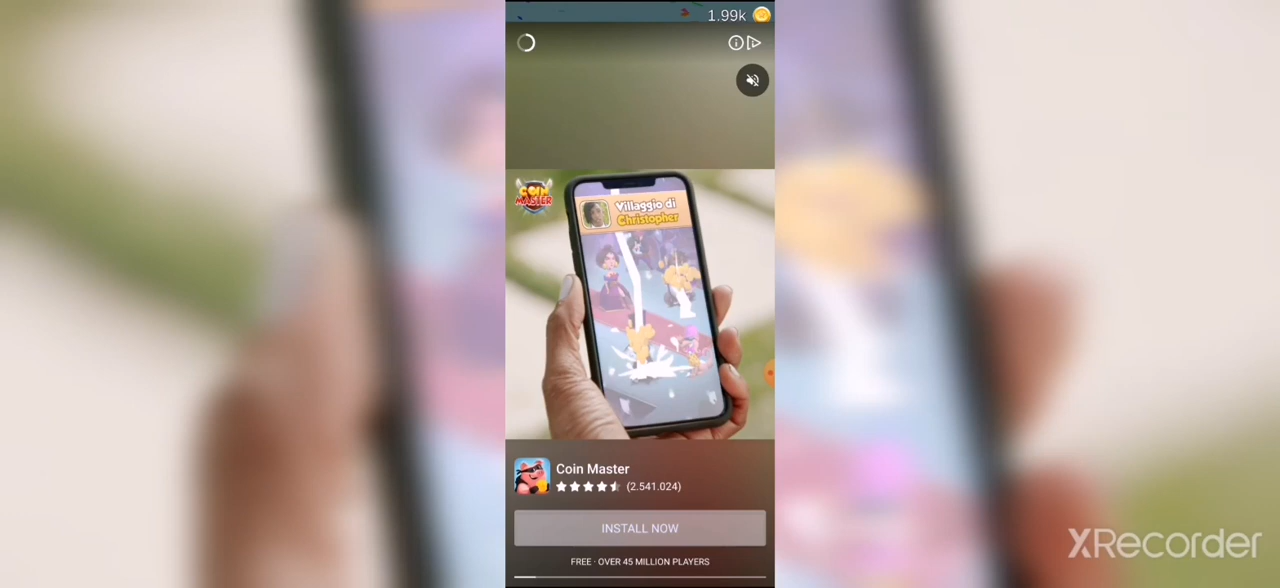 1.99k
COIN
MASTER
Villaggio di
Christopher
Coin Master
(2.541.024)
INSTALL NOW
FREE · OVER 45 MILLION PLAYERS
XRecorder